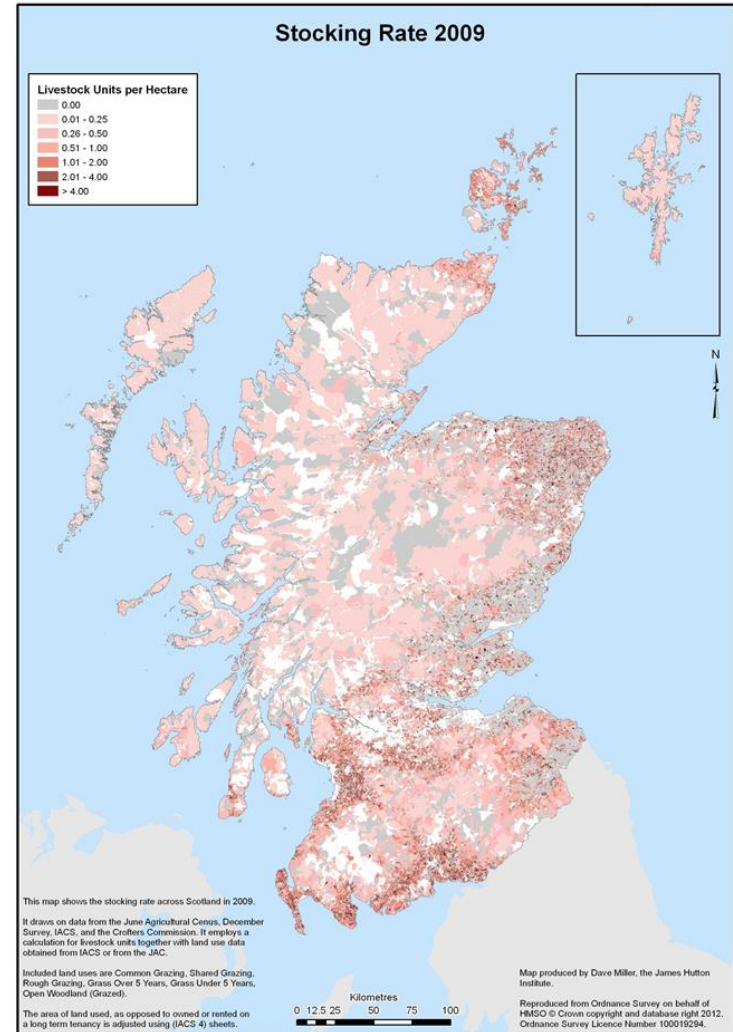 Stocking Rate 2009
Livestock Units per Hectare
0.00
0.01 - 0.25
0.26 - 0.50
0.51 - 1.00
1.01 - 2.00
2.01 - 4.00
> 4.00
N
This map shows the stocking rate across Scotland in 2009.
It draws on data from the June Agricultural Cenus, December
Survey, IACS, and the Crofters Commission. It employs a
calculation for livestock units together with land use data
obtained from IACS or from the JAC.
Included land uses are Common Grazing, Shared Grazing,
Rough Grazing, Grass Over 5 Years, Grass Under 5 Years,
Open Woodland (Grazed).
The area of land used, as opposed to owned or rented on
a long term tenancy is adjusted using (IACS 4) sheets.
Kilometres
0 12.5 25 50 75 100
Map produced by Dave Miller, the James Hutton
Institute.
Reproduced from Ordnance Survey on behalf of
HMSO © Crown copyright and database right 2012.
Ordnance Survey Licence Number 100019294.